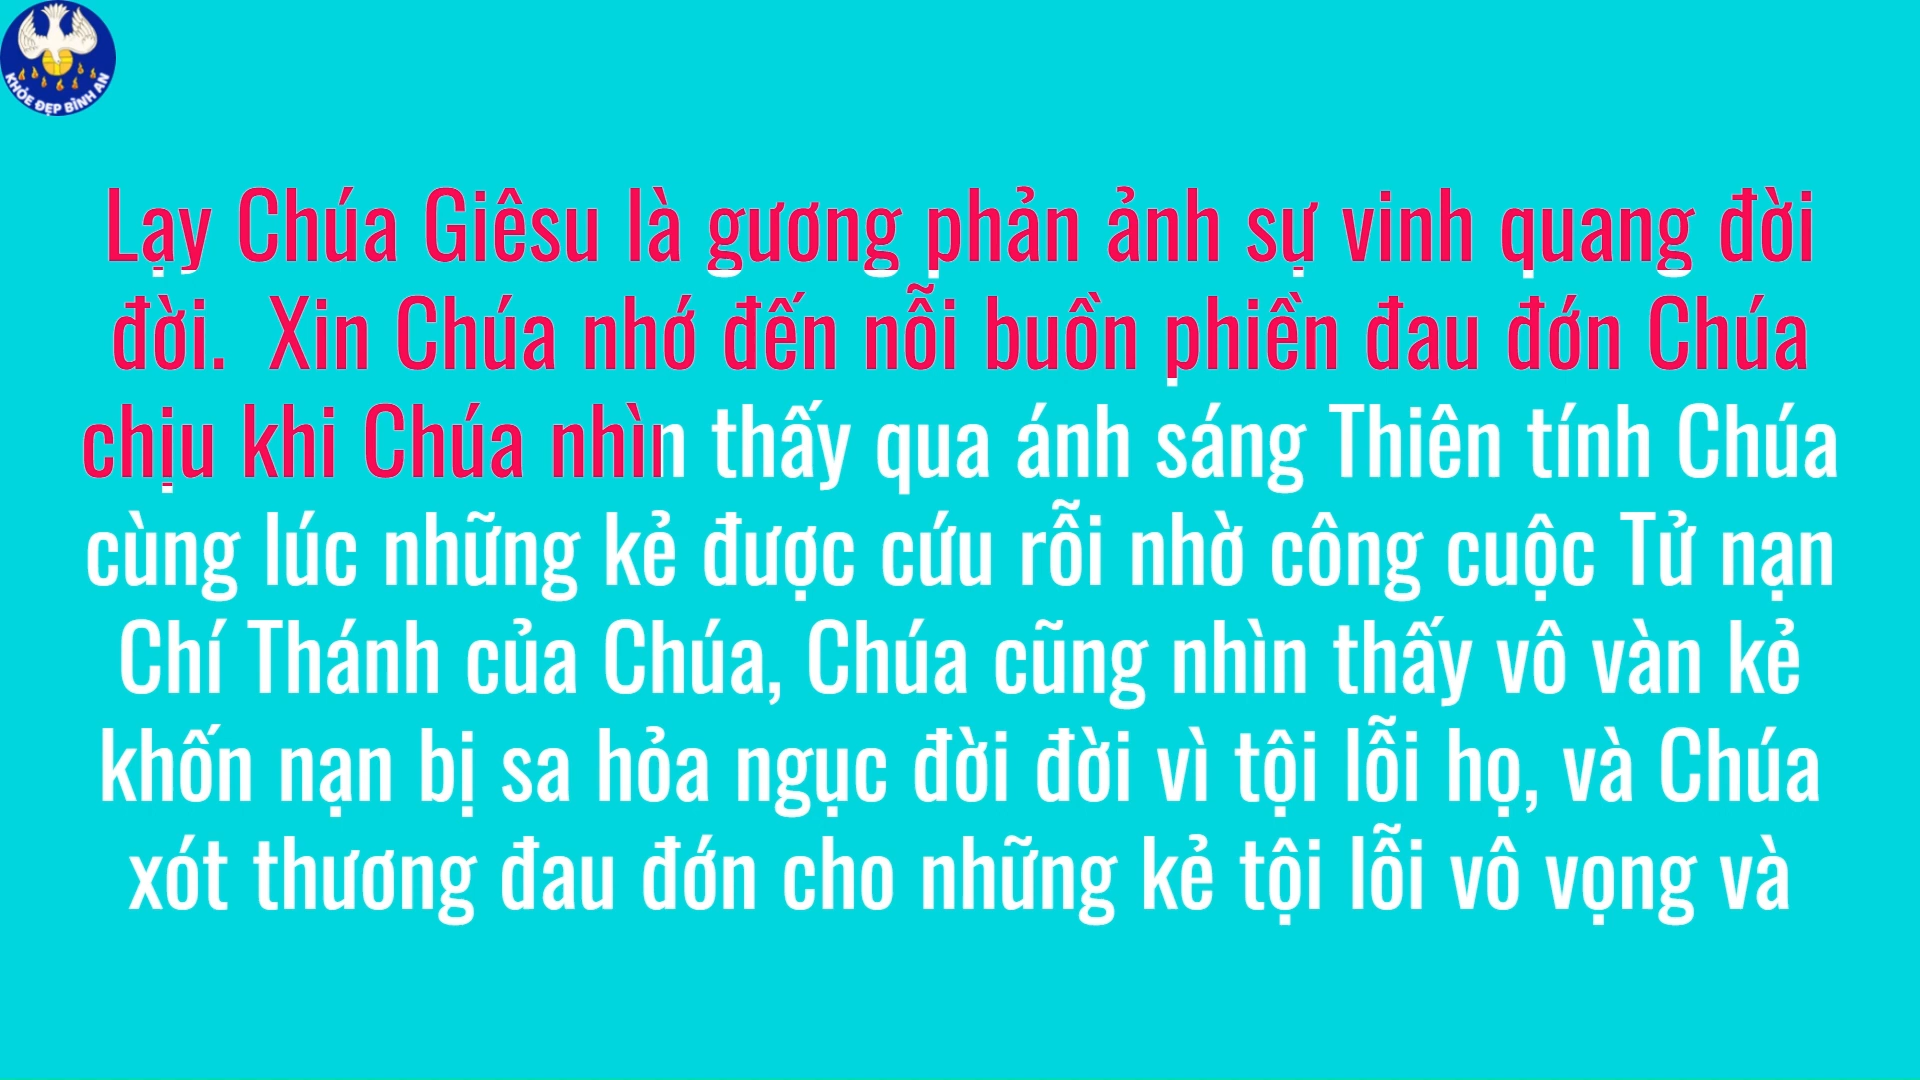 KHỎE ĐẸP BÌNH AN
Lạy Chúa Giêsu là gương phản ảnh sự vinh quang đời
đời.  Xin Chúa nhớ đến nỗi buồn phiền đau đớn Chúa
chịu khi Chúa nhìn thấy qua ánh sáng Thiên tính Chúa
cùng lúc những kẻ được cứu rỗi nhờ công cuộc Tử nạn
Chí Thánh của Chúa, Chúa cũng nhìn thấy vô vàn kẻ
khốn nạn bị sa hỏa ngục đời đời vì tội lỗi họ, và Chúa
xót thương đau đớn cho những kẻ tội lỗi vô vọng và